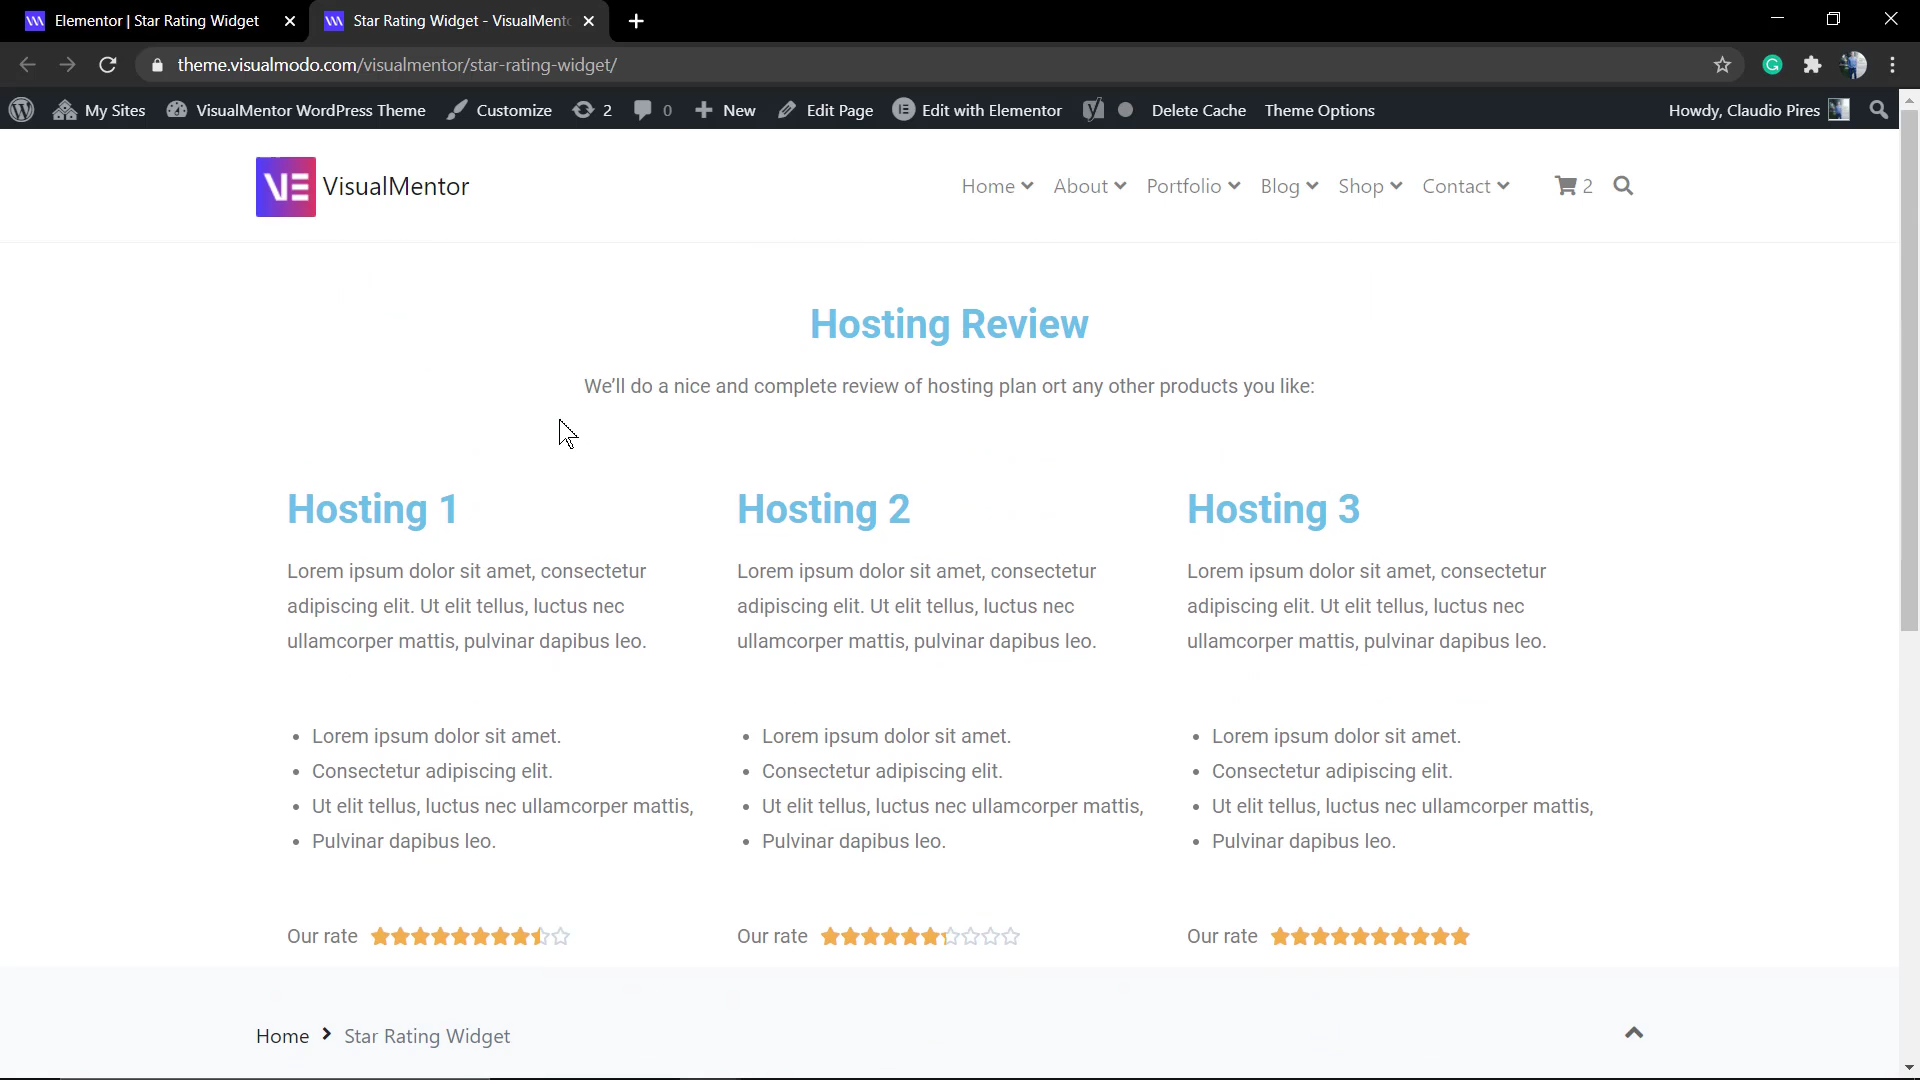 Elementor | Star Rating Widget
Star Rating Widget - VisualMento
theme.visualmodo.com/visualmentor/star-rating-widget/
My Sites VisualMentor WordPress Theme Customize 2 0 New Edit Page Edit with Elementor Delete Cache Theme Options Howdy, Claudio Pires
VE VisualMentor Home About Portfolio Blog Shop Contact 2
Hosting Review
We'll do a nice and complete review of hosting plan ort any other products you like:
Hosting 1
Lorem ipsum dolor sit amet, consectetur
adipiscing elit. Ut elit tellus, luctus nec
ullamcorper mattis, pulvinar dapibus leo.
• Lorem ipsum dolor sit amet.
• Consectetur adipiscing elit.
• Ut elit tellus, luctus nec ullamcorper mattis,
• Pulvinar dapibus leo.
Our rate
Hosting 2
Lorem ipsum dolor sit amet, consectetur
adipiscing elit. Ut elit tellus, luctus nec
ullamcorper mattis, pulvinar dapibus leo.
• Lorem ipsum dolor sit amet.
• Consectetur adipiscing elit.
• Ut elit tellus, luctus nec ullamcorper mattis,
• Pulvinar dapibus leo.
Our rate
Hosting 3
Lorem ipsum dolor sit amet, consectetur
adipiscing elit. Ut elit tellus, luctus nec
ullamcorper mattis, pulvinar dapibus leo.
• Lorem ipsum dolor sit amet.
• Consectetur adipiscing elit.
• Ut elit tellus, luctus nec ullamcorper mattis,
• Pulvinar dapibus leo.
Our rate
Home Star Rating Widget